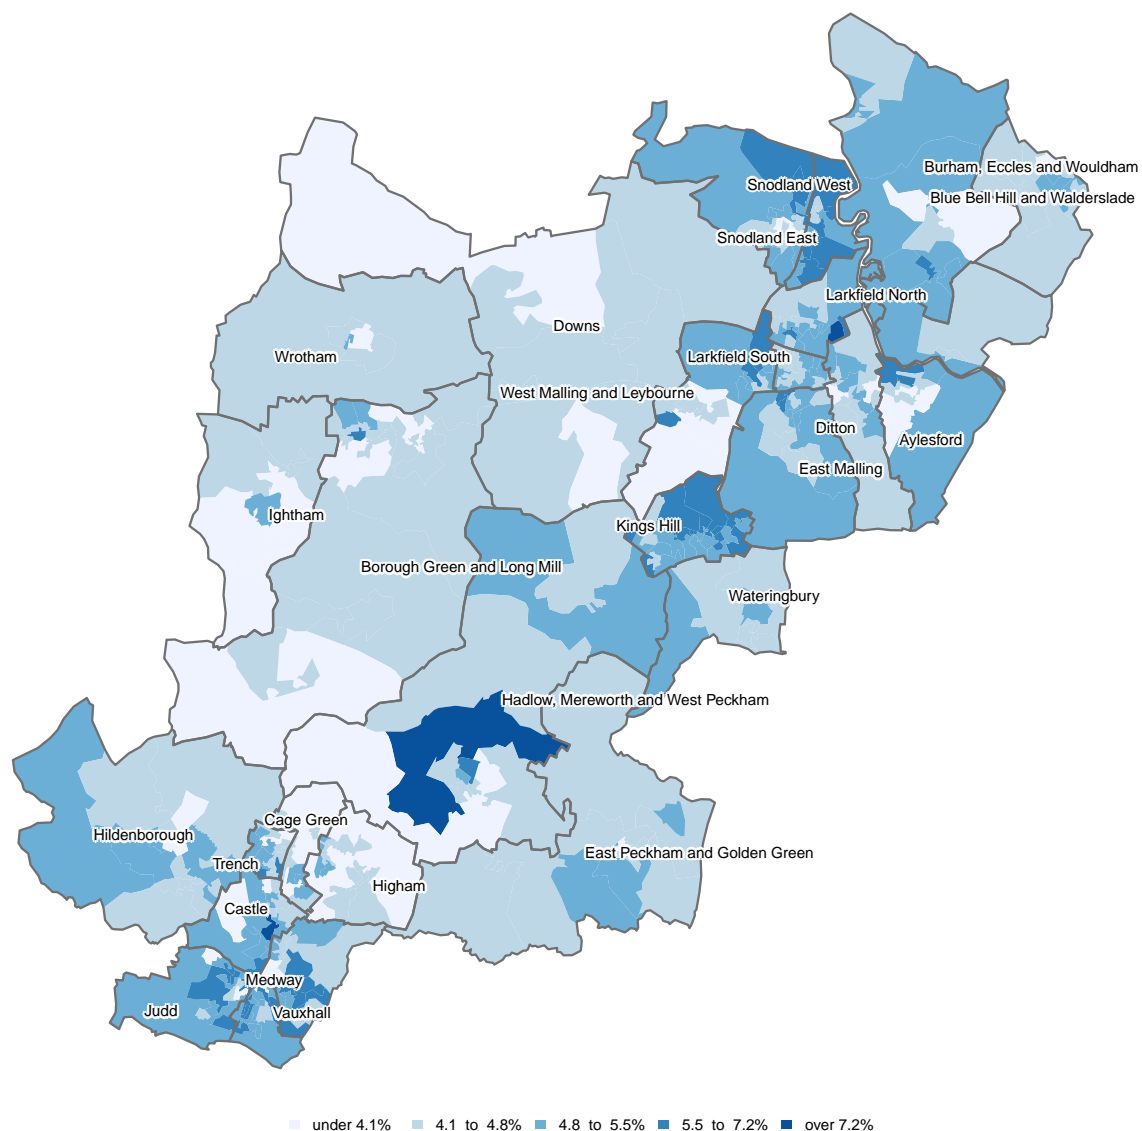 Burham, Eccles and Wouldham
Snodland West
Blue Bell Hill and Walderslade
Snodland East
Larkfield North
Downs
Wrotham
Larkfield South
West Malling and Leybourne
Ditton
Aylesford
East Malling
Ightham
Kings Hill
Borough Green and Long Mill
Wateringbury
Hadlow, Mereworth and West Peckham
Cage Green
Hildenborough
East Peckham and Golden Green
Trench
Higham
Castle
Medway
Judd
Vauxhall
under 4.1% 4.1 to 4.8% 4.8 to 5.5% 5.5 to 7.2% over 7.2%